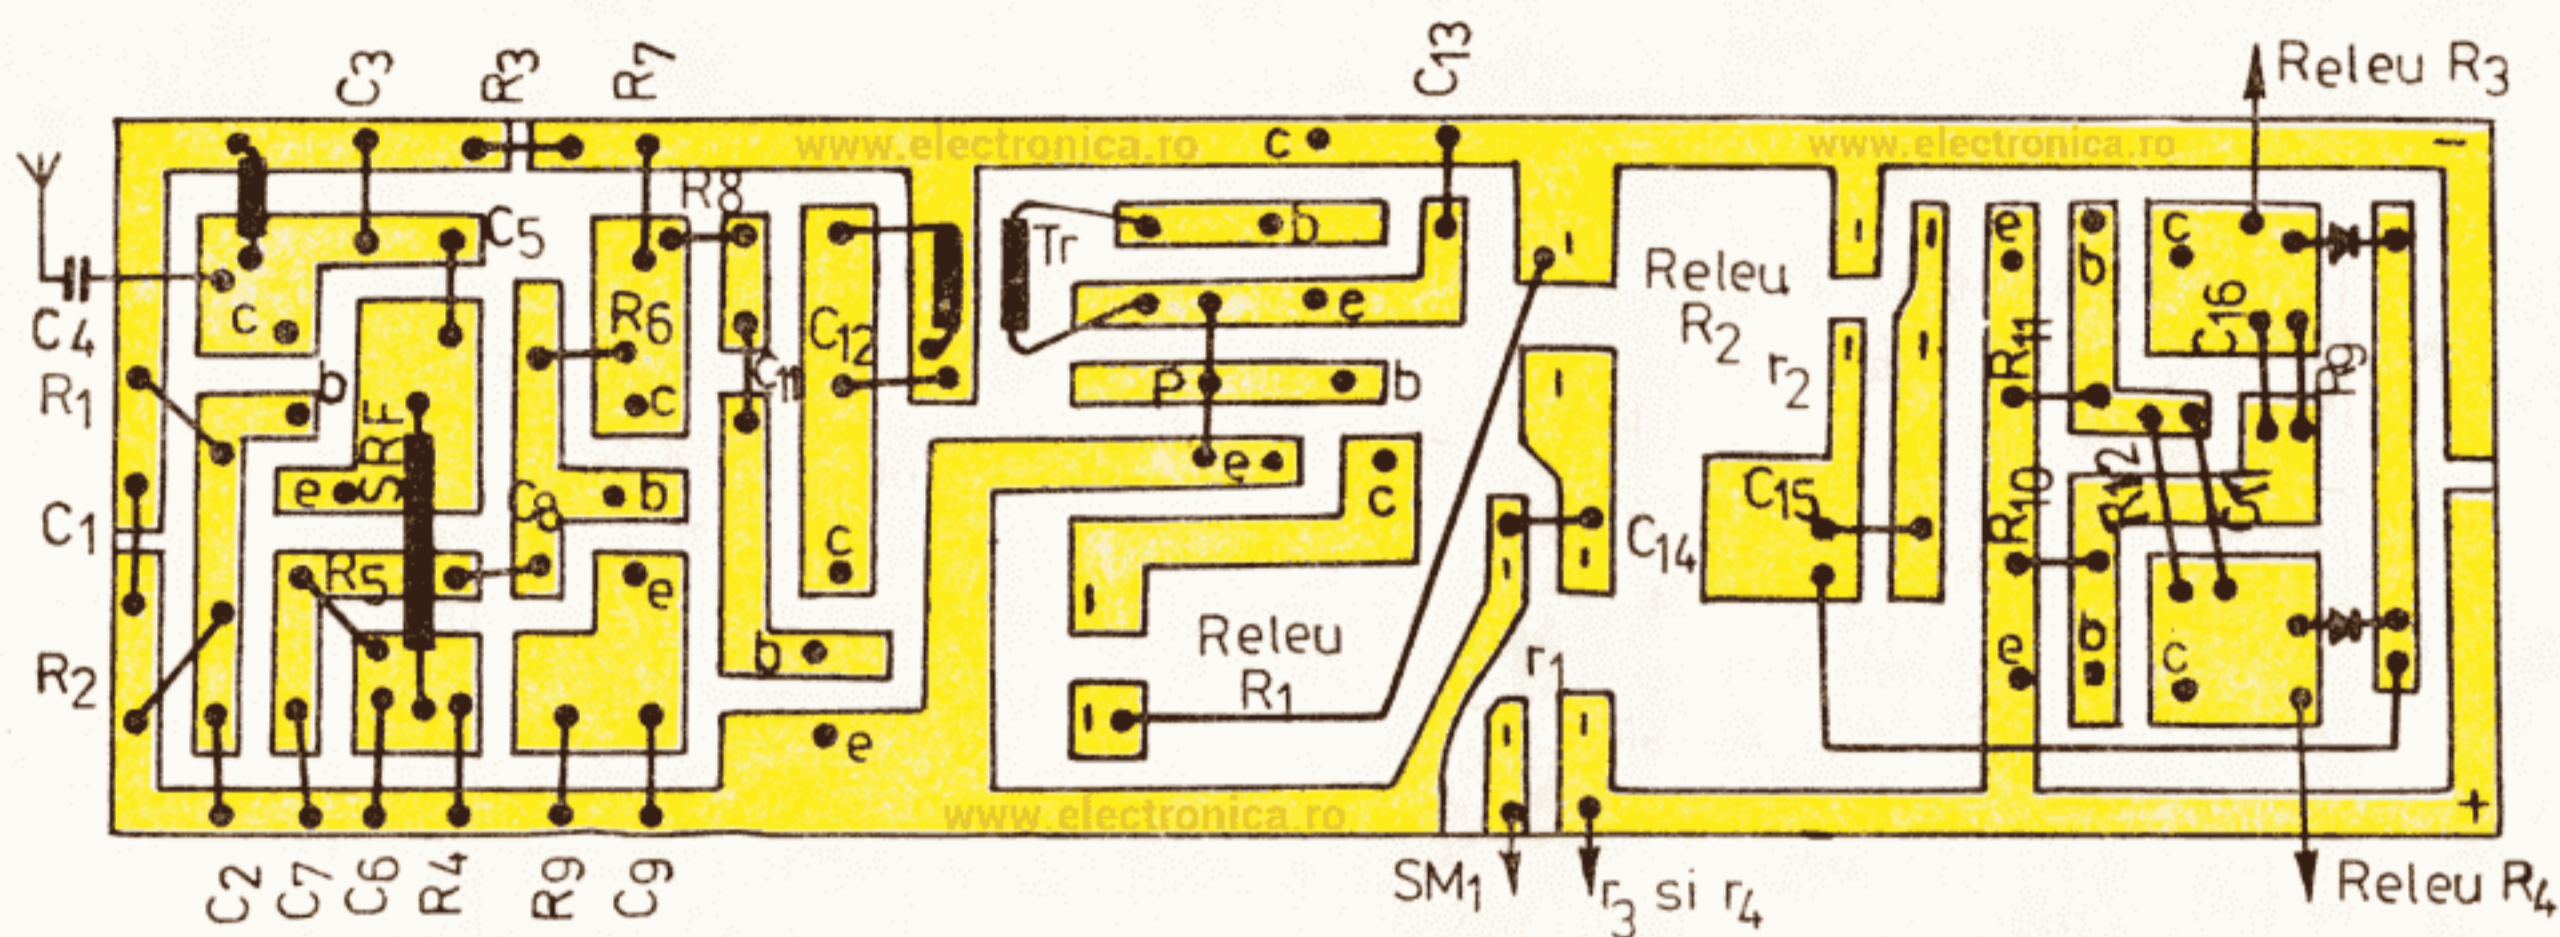 C3
R3
R7
C13
Releu R3
www.electronica.ro
c
www.electronica.ro
−
R8
C5
Tr
b
e
b
c
Releu
R2
C4
c
R6
C12
e
C16
r2
R1
b
c
C11
P
b
R11
R9
SRF
e
C8
b
e
c
C15
R10
R12
C17
C1
C14
R5
e
c
Releu
R1
r1
R2
b
e
b
c
e
www.electronica.ro
+
C2
C7
C6
R4
R9
C9
SM1
r3 si r4
Releu R4